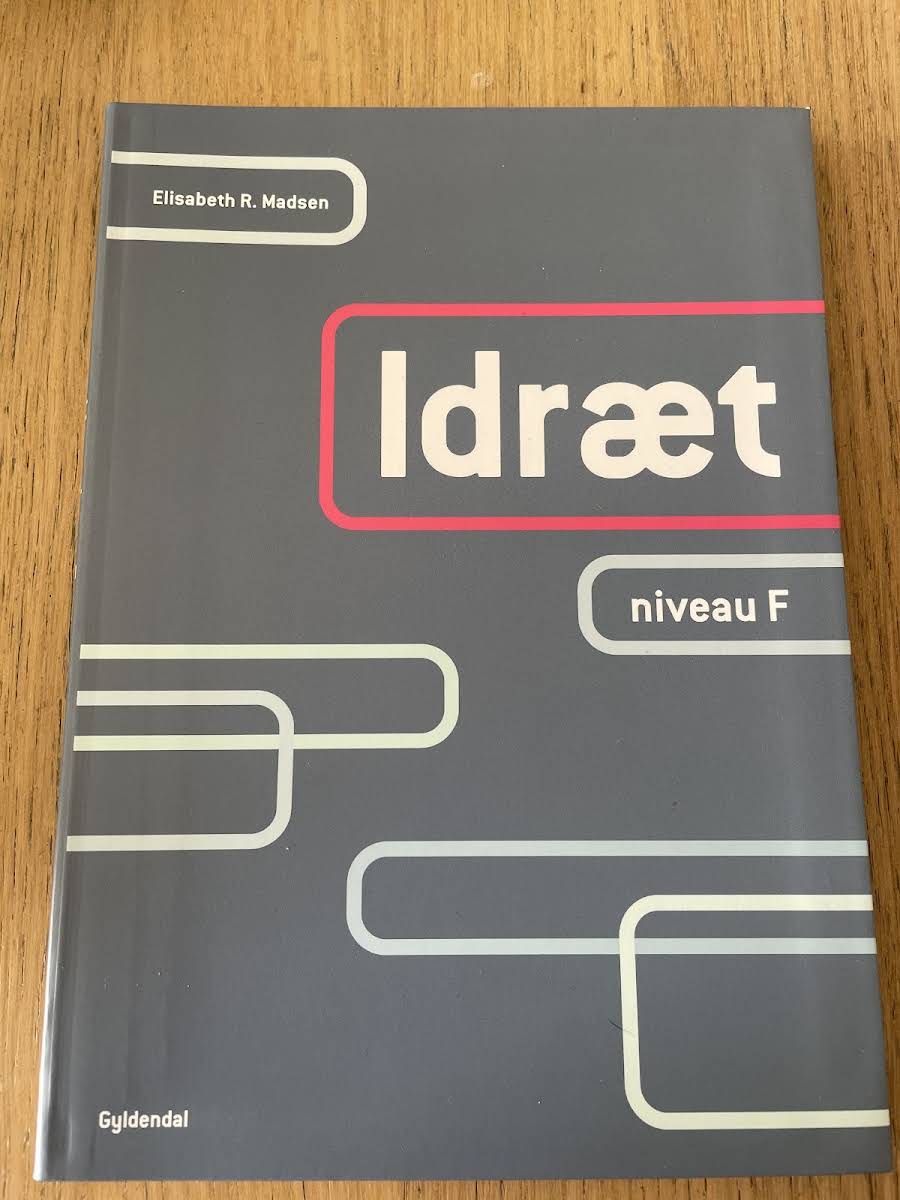 Elisabeth R. Madsen
Idræt
niveau F
Gyldendal